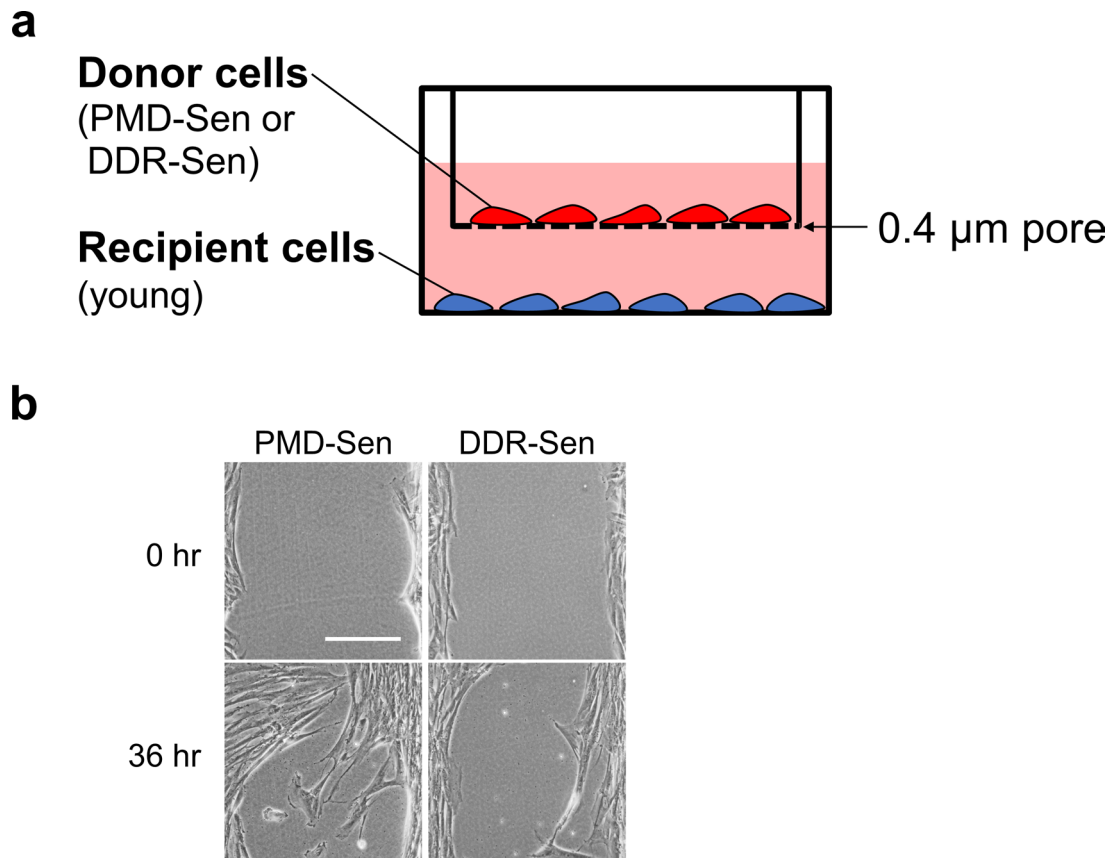 a
Donor cells
(PMD-Sen or
DDR-Sen)
Recipient cells
(young)
0.4 µm pore
b
PMD-Sen DDR-Sen
0 hr
36 hr